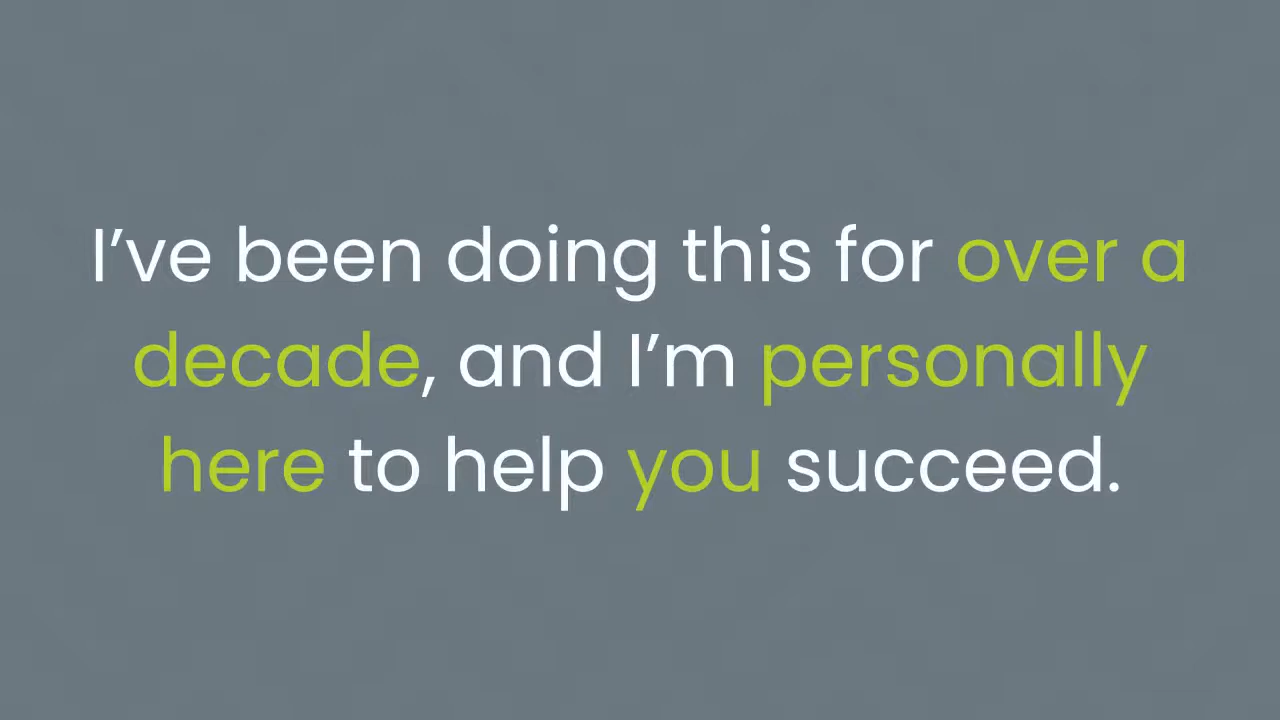 I’ve been doing this for over a
decade, and I’m personally
here to help you succeed.